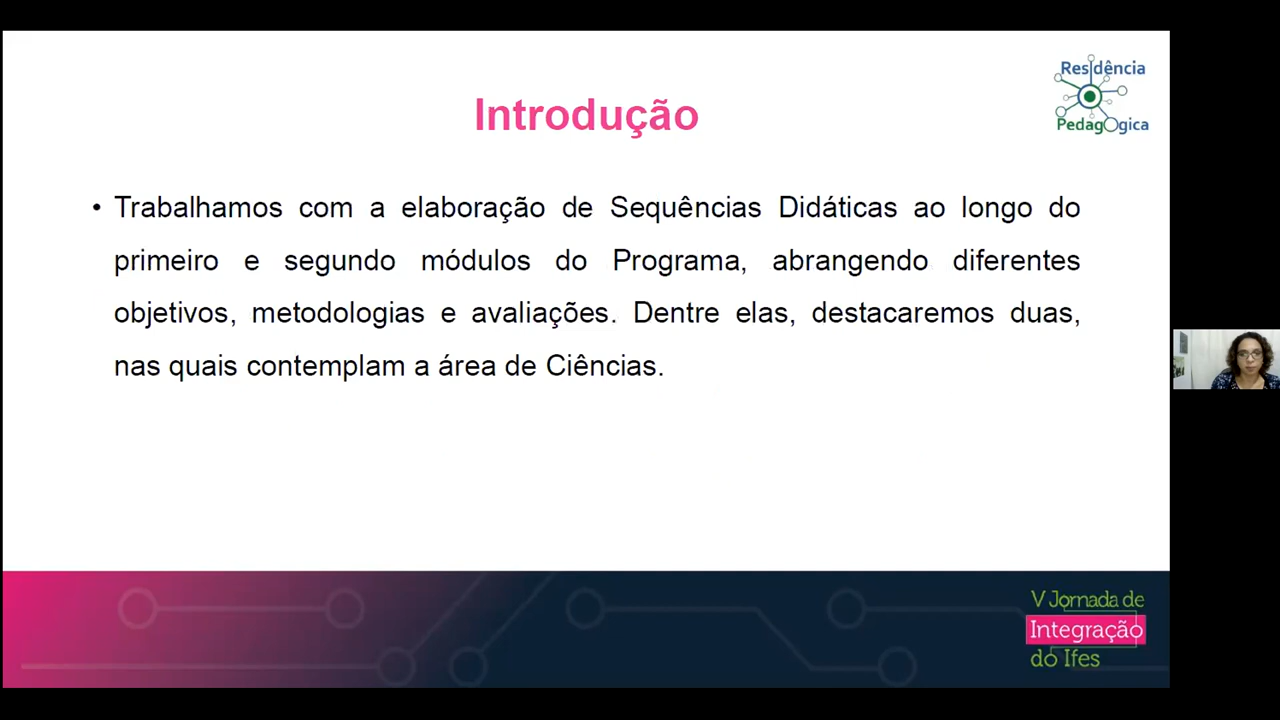 Residência
Pedagógica
Introdução
• Trabalhamos com a elaboração de Sequências Didáticas ao longo do
primeiro e segundo módulos do Programa, abrangendo diferentes
objetivos, metodologias e avaliações. Dentre elas, destacaremos duas,
nas quais contemplam a área de Ciências.
V Jornada de
Integração
do Ifes